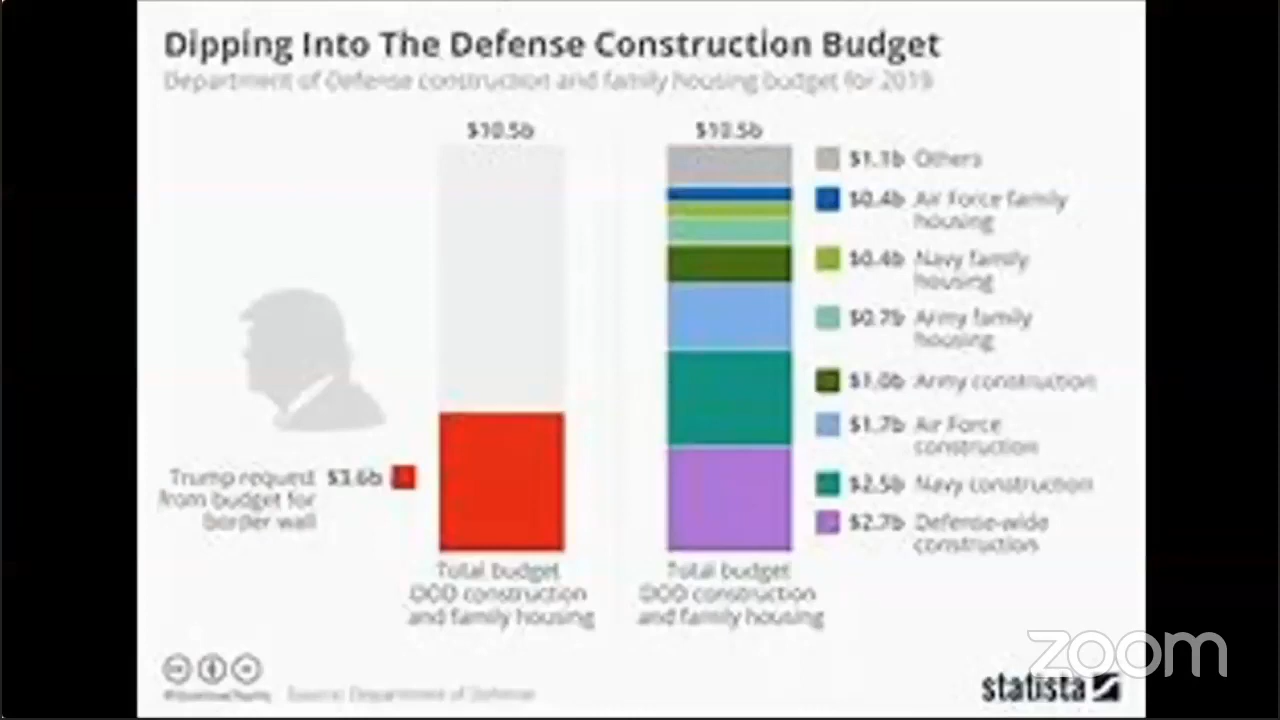 Dipping Into The Defense Construction Budget
Department of Defense construction and family housing budget for 2019
$10.5b
$10.5b
$1.1b Others
$0.4b Air Force family
housing
$0.4b Navy family
housing
$0.7b Army family
housing
$1.0b Army construction
$1.7b Air Force
construction
$2.5b Navy construction
$2.7b Defense-wide
construction
Trump request $3.6b
from budget for
border wall
Total budget
DOD construction
and family housing
Total budget
DOD construction
and family housing
Source: Department of Defense
statista
zoom